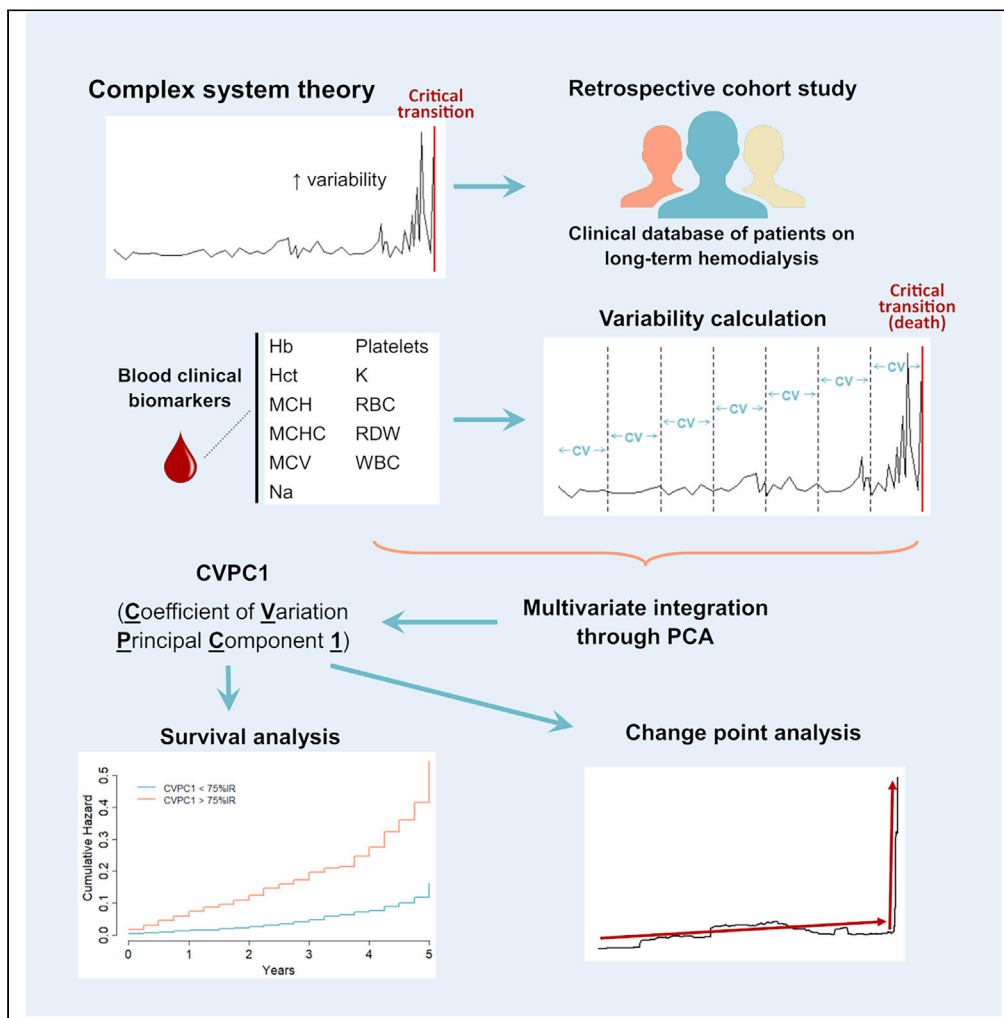 Complex system theory
Critical
transition
↑ variability
Retrospective cohort study
Clinical database of patients on
long-term hemodialysis
Blood clinical
biomarkers
Hb Platelets
Hct K
MCH RBC
MCHC RDW
MCV WBC
Na
Variability calculation
Critical
transition
(death)
CV
CV
CV
CV
CV
CV
CV
CVPC1
(Coefficient of Variation
Principal Component 1)
Multivariate integration
through PCA
Survival analysis
CVPC1 < 75%IR
CVPC1 > 75%IR
Cumulative Hazard
0.5
0.4
0.3
0.2
0.1
0.0
0 1 2 3 4 5
Years
Change point analysis